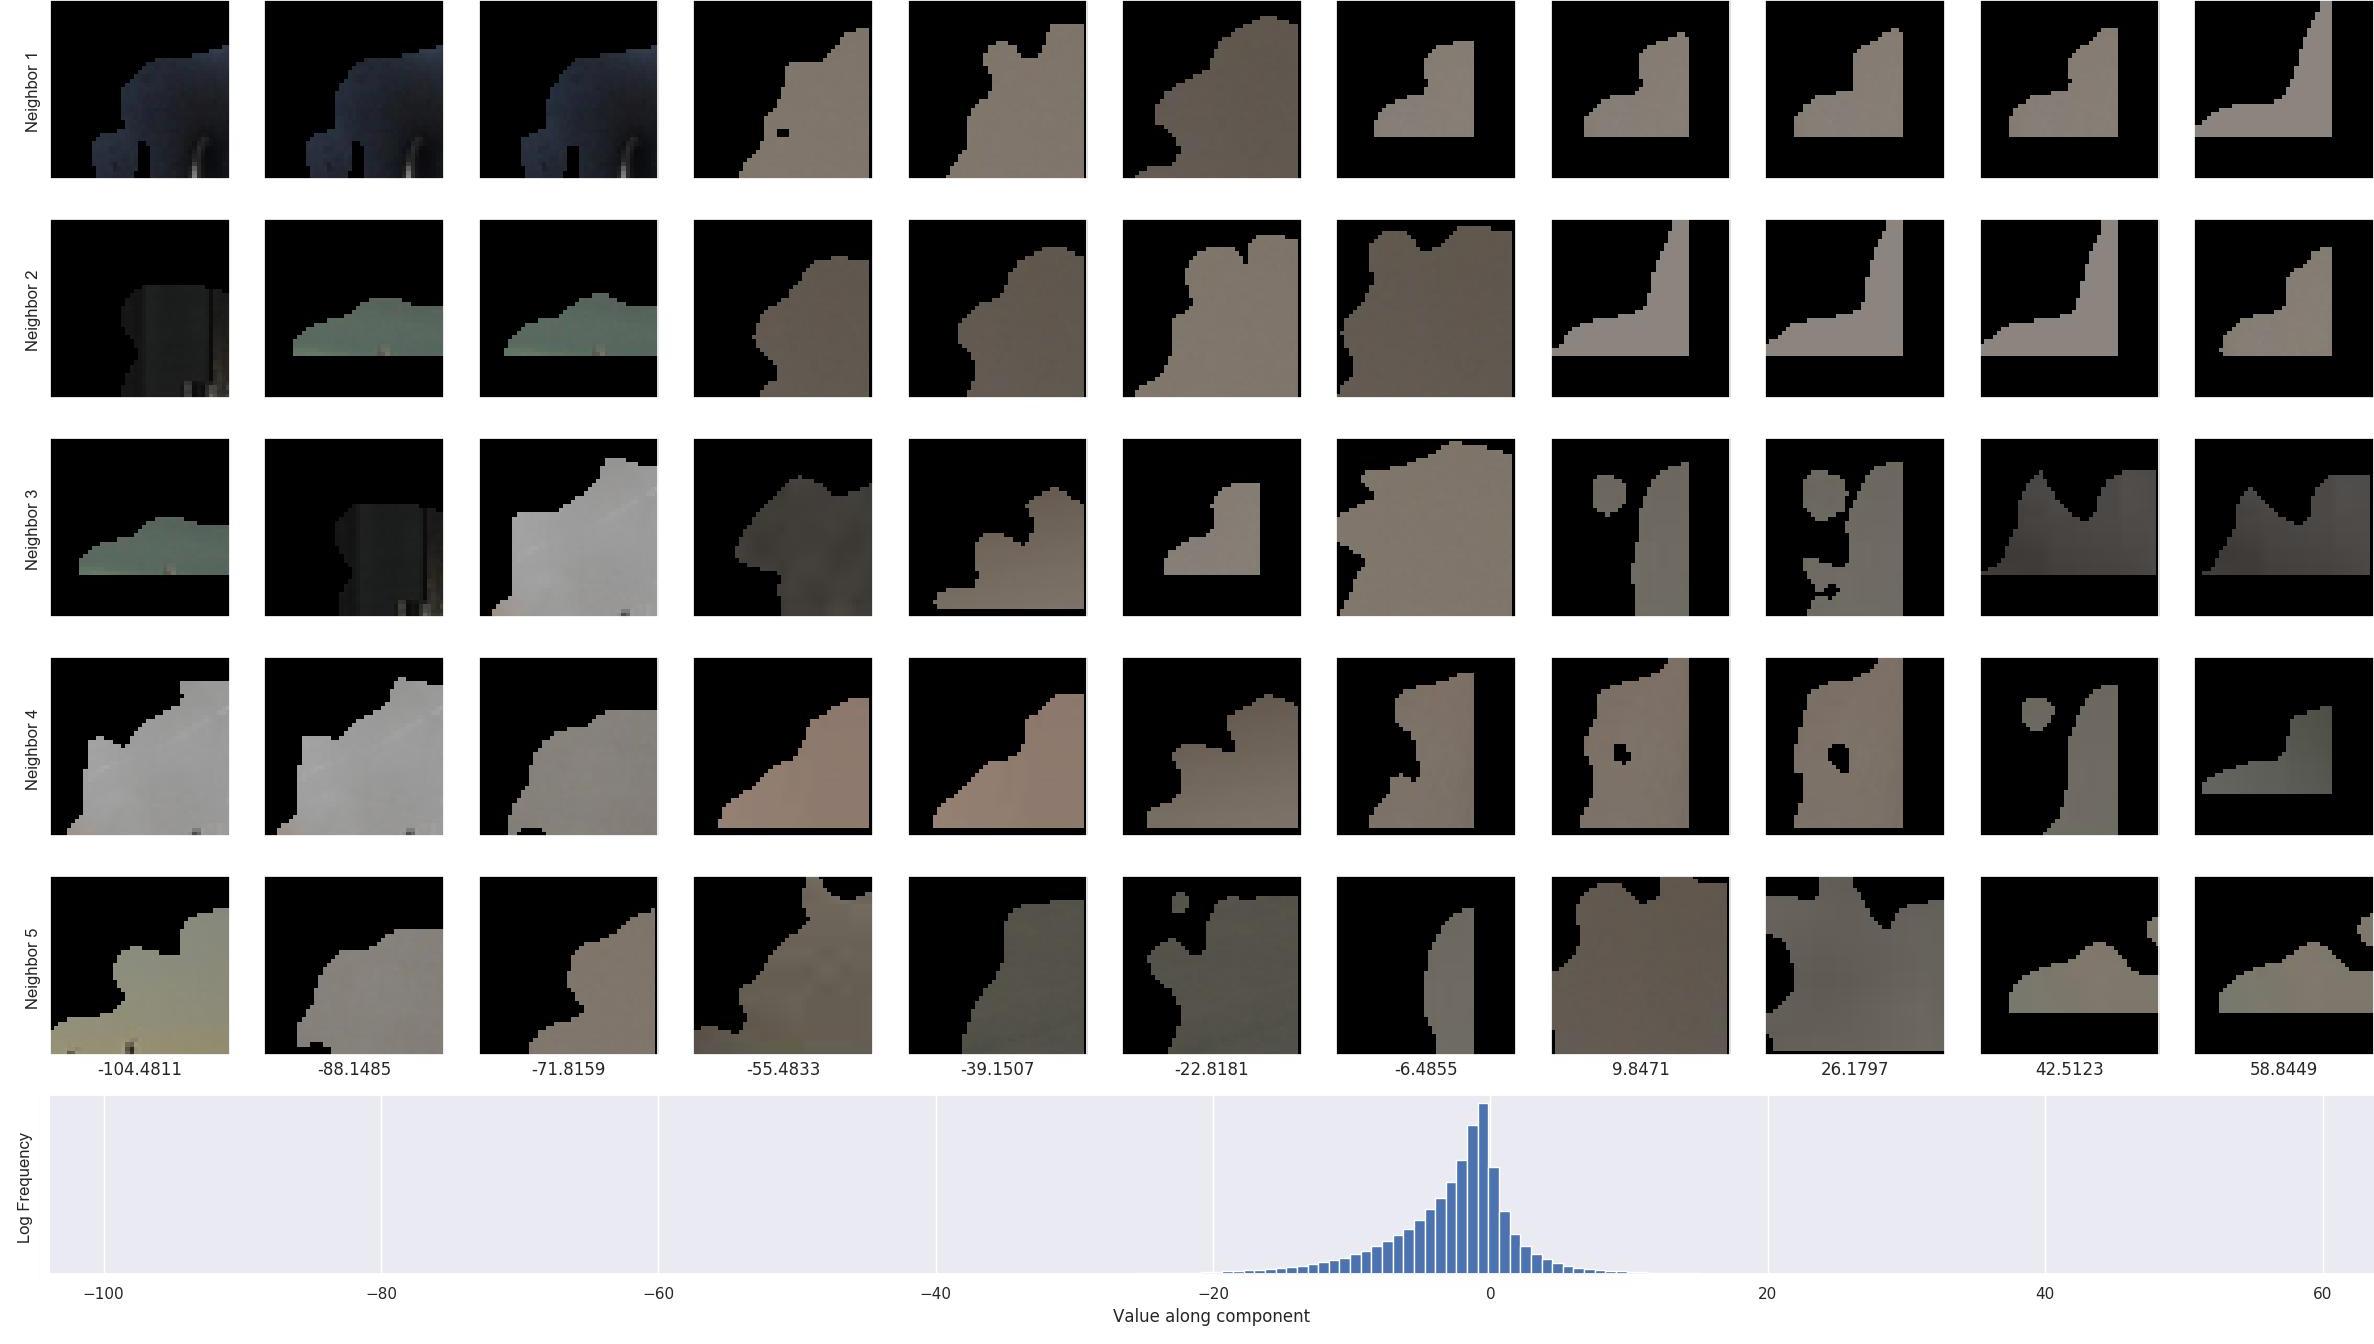 Neighbor 1
Neighbor 2
Neighbor 3
Neighbor 4
Neighbor 5
-104.4811 -88.1485 -71.8159 -55.4833 -39.1507 -22.8181 -6.4855 9.8471 26.1797 42.5123 58.8449
Log Frequency
−100 −80 −60 −40 −20 0 20 40 60
Value along component